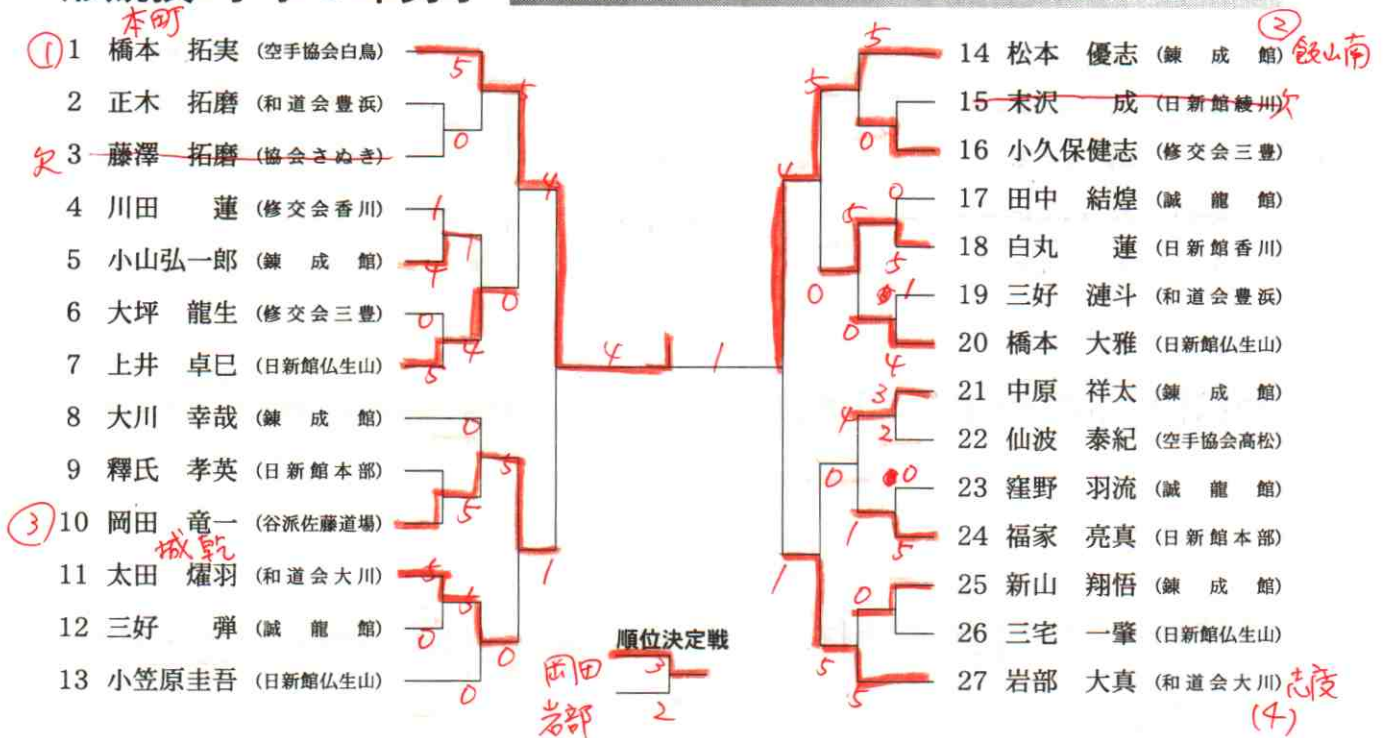 本町
① 1 橋本 拓実 (空手協会白鳥)
5
5
2 正木 拓磨 (和道会豊浜)
0
欠 3 藤澤 拓磨 (協会さぬき)
4
4 川田 蓮 (修交会香川)
1
1
5 小山弘一郎 (錬成館)
4
0
6 大坪 龍生 (修交会三豊)
0
4
7 上井 卓巳 (日新館仏生山)
5
4
1
8 大川 幸哉 (錬成館)
0
5
9 釋氏 孝英 (日新館本部)
5
③ 10 岡田 竜一 (谷派佐藤道場)
城乾
1
11 太田 燿羽 (和道会大川)
5
5
12 三好 弾 (誠龍館)
0
0
13 小笠原圭吾 (日新館仏生山)
0
順位決定戦
岡田
3
岩部
2
②
5
14 松本 優志 (錬成館) 飯山南
5
15 末沢 成 (日新館綾川) 欠
0
16 小久保健志 (修交会三豊)
4
0
17 田中 結煌 (誠龍館)
5
18 白丸 蓮 (日新館香川)
5
0
1
19 三好 漣斗 (和道会豊浜)
0
20 橋本 大雅 (日新館仏生山)
4
3
21 中原 祥太 (錬成館)
4
2
22 仙波 泰紀 (空手協会高松)
0
0
23 窪野 羽流 (誠龍館)
1
24 福家 亮真 (日新館本部)
5
1
0
25 新山 翔悟 (錬成館)
26 三宅 一肇 (日新館仏生山)
5
27 岩部 大真 (和道会大川) 志度
5
(4)